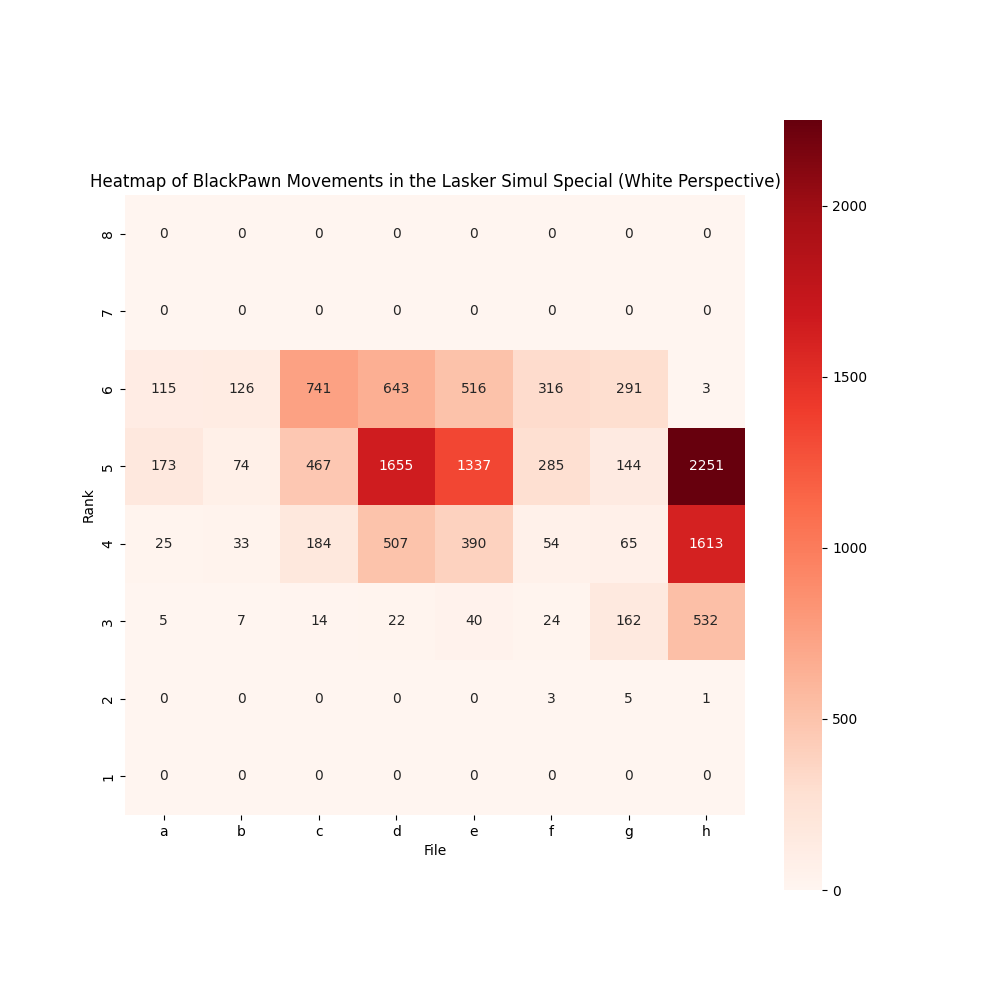 Heatmap of BlackPawn Movements in the Lasker Simul Special (White Perspective)
8 0 0 0 0 0 0 0 0
7 0 0 0 0 0 0 0 0
6 115 126 741 643 516 316 291 3
5 173 74 467 1655 1337 285 144 2251
4 25 33 184 507 390 54 65 1613
3 5 7 14 22 40 24 162 532
2 0 0 0 0 0 3 5 1
1 0 0 0 0 0 0 0 0
a b c d e f g h
File
Rank
2000
1500
1000
500
0